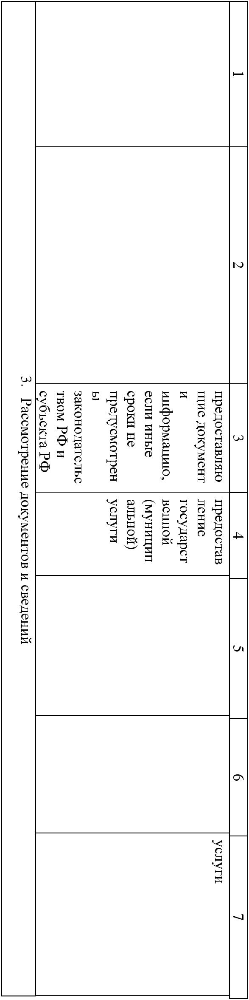 1
2
3
4
5
6
7
предоставляю
щие документ
и
информацию,
если иные
сроки не
предусмотрен
ы
законодательс
твом РФ и
субъекта РФ
предостав
ление
государст
венной
(муницип
альной)
услуги
услуги
3. Рассмотрение документов и сведений